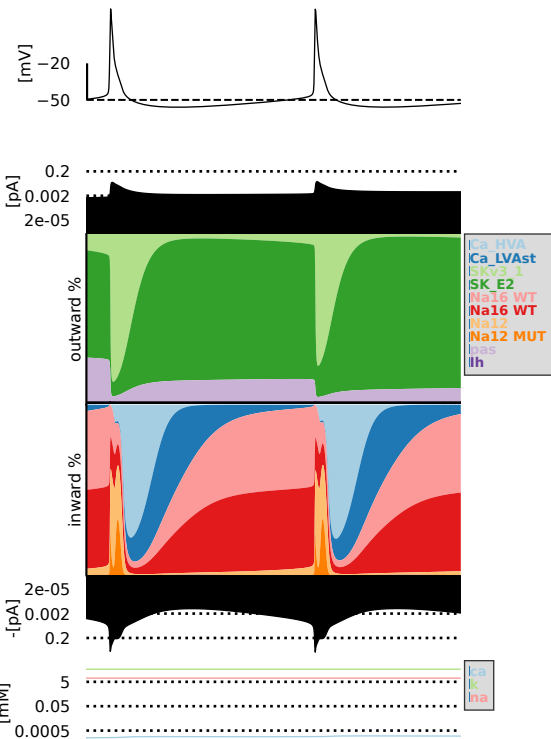 [mV]
−20
−50
[pA]
0.2
0.002
2e-05
outward %
Ca_HVA
Ca_LVAst
SKv3_1
SK_E2
Na16 WT
Na16 WT
Na12
Na12 MUT
pas
Ih
inward %
-[pA]
2e-05
0.002
0.2
[mM]
5
0.05
0.0005
ca
k
na